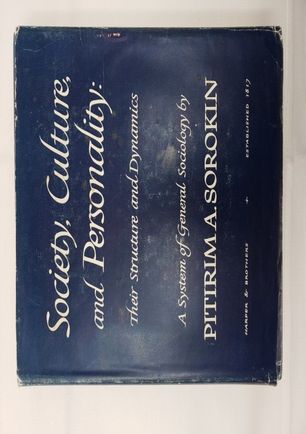 Society, Culture,
and Personality:
Their Structure and Dynamics
A System of General Sociology by
PITIRIM A. SOROKIN
HARPER & BROTHERS + ESTABLISHED 1817